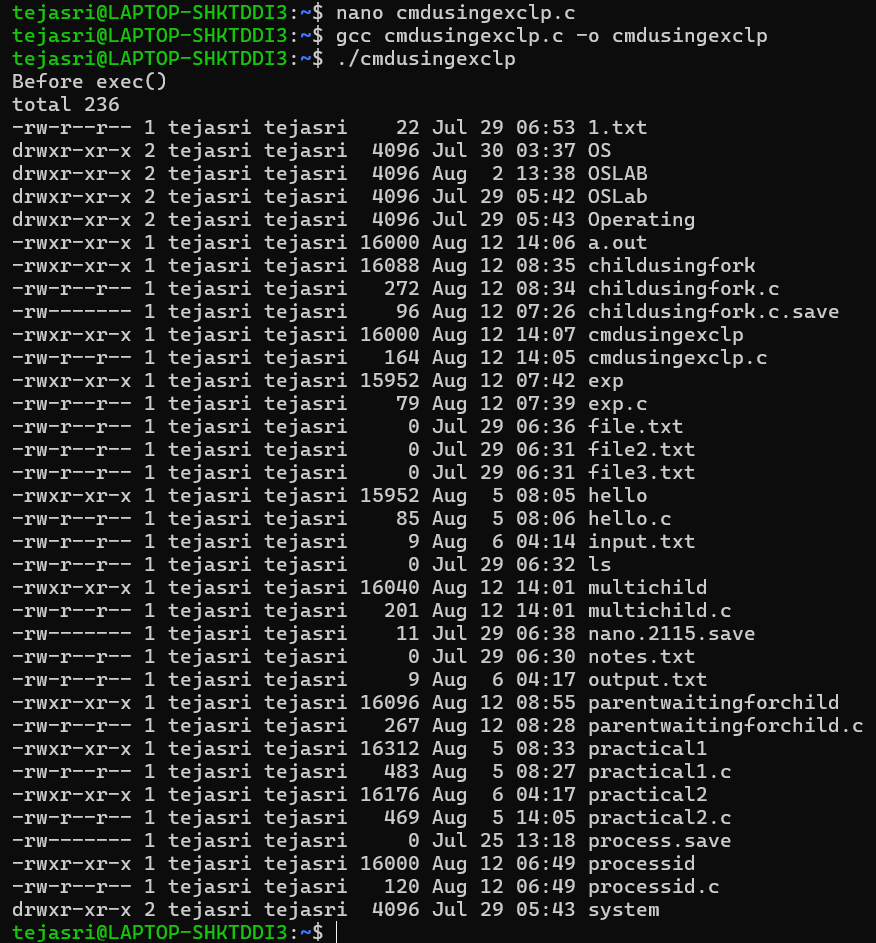 tejasri@LAPTOP-SHKTDDI3:~$ nano cmdusingexclp.c
tejasri@LAPTOP-SHKTDDI3:~$ gcc cmdusingexclp.c -o cmdusingexclp
tejasri@LAPTOP-SHKTDDI3:~$ ./cmdusingexclp
Before exec()
total 236
-rw-r--r-- 1 tejasri tejasri    22 Jul 29 06:53 1.txt
drwxr-xr-x 2 tejasri tejasri  4096 Jul 30 03:37 OS
drwxr-xr-x 2 tejasri tejasri  4096 Aug  2 13:38 OSLAB
drwxr-xr-x 2 tejasri tejasri  4096 Jul 29 05:42 OSLab
drwxr-xr-x 2 tejasri tejasri  4096 Jul 29 05:43 Operating
-rwxr-xr-x 1 tejasri tejasri 16000 Aug 12 14:06 a.out
-rwxr-xr-x 1 tejasri tejasri 16088 Aug 12 08:35 childusingfork
-rw-r--r-- 1 tejasri tejasri   272 Aug 12 08:34 childusingfork.c
-rw------- 1 tejasri tejasri    96 Aug 12 07:26 childusingfork.c.save
-rwxr-xr-x 1 tejasri tejasri 16000 Aug 12 14:07 cmdusingexclp
-rw-r--r-- 1 tejasri tejasri   164 Aug 12 14:05 cmdusingexclp.c
-rwxr-xr-x 1 tejasri tejasri 15952 Aug 12 07:42 exp
-rw-r--r-- 1 tejasri tejasri    79 Aug 12 07:39 exp.c
-rw-r--r-- 1 tejasri tejasri     0 Jul 29 06:36 file.txt
-rw-r--r-- 1 tejasri tejasri     0 Jul 29 06:31 file2.txt
-rw-r--r-- 1 tejasri tejasri     0 Jul 29 06:31 file3.txt
-rwxr-xr-x 1 tejasri tejasri 15952 Aug  5 08:05 hello
-rw-r--r-- 1 tejasri tejasri    85 Aug  5 08:06 hello.c
-rw-r--r-- 1 tejasri tejasri     9 Aug  6 04:14 input.txt
-rw-r--r-- 1 tejasri tejasri     0 Jul 29 06:32 ls
-rwxr-xr-x 1 tejasri tejasri 16040 Aug 12 14:01 multichild
-rw-r--r-- 1 tejasri tejasri   201 Aug 12 14:01 multichild.c
-rw------- 1 tejasri tejasri    11 Jul 29 06:38 nano.2115.save
-rw-r--r-- 1 tejasri tejasri     0 Jul 29 06:30 notes.txt
-rw-r--r-- 1 tejasri tejasri     9 Aug  6 04:17 output.txt
-rwxr-xr-x 1 tejasri tejasri 16096 Aug 12 08:55 parentwaitingforchild
-rw-r--r-- 1 tejasri tejasri   267 Aug 12 08:28 parentwaitingforchild.c
-rwxr-xr-x 1 tejasri tejasri 16312 Aug  5 08:33 practical1
-rw-r--r-- 1 tejasri tejasri   483 Aug  5 08:27 practical1.c
-rwxr-xr-x 1 tejasri tejasri 16176 Aug  6 04:17 practical2
-rw-r--r-- 1 tejasri tejasri   469 Aug  5 14:05 practical2.c
-rw------- 1 tejasri tejasri     0 Jul 25 13:18 process.save
-rwxr-xr-x 1 tejasri tejasri 16000 Aug 12 06:49 processid
-rw-r--r-- 1 tejasri tejasri   120 Aug 12 06:49 processid.c
drwxr-xr-x 2 tejasri tejasri  4096 Jul 29 05:43 system
tejasri@LAPTOP-SHKTDDI3:~$